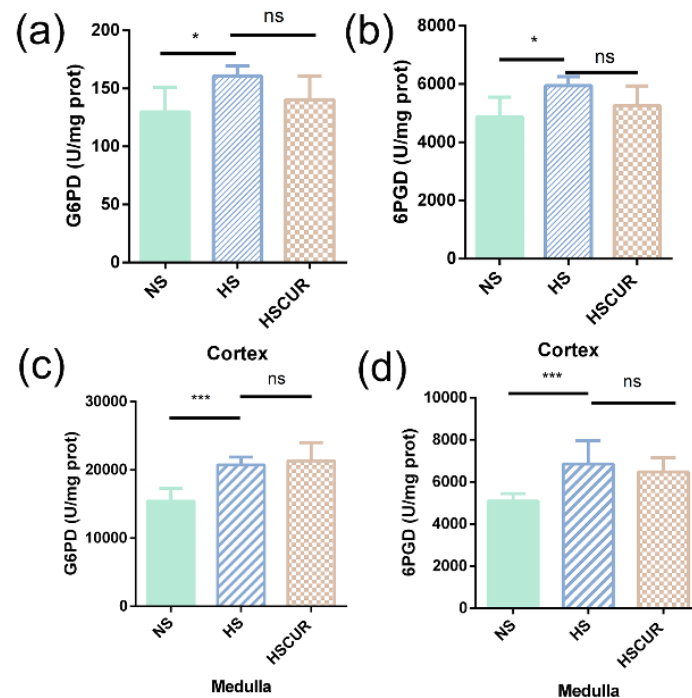 (a)
G6PD (U/mg prot)
200
150
100
50
0
*
ns
NS
HS
HSCUR
Cortex
(b)
6PGD (U/mg prot)
8000
6000
4000
2000
0
*
ns
NS
HS
HSCUR
Cortex
(c)
G6PD (U/mg prot)
30000
20000
10000
0
***
ns
NS
HS
HSCUR
Medulla
(d)
6PGD (U/mg prot)
10000
8000
6000
4000
2000
0
***
ns
NS
HS
HSCUR
Medulla